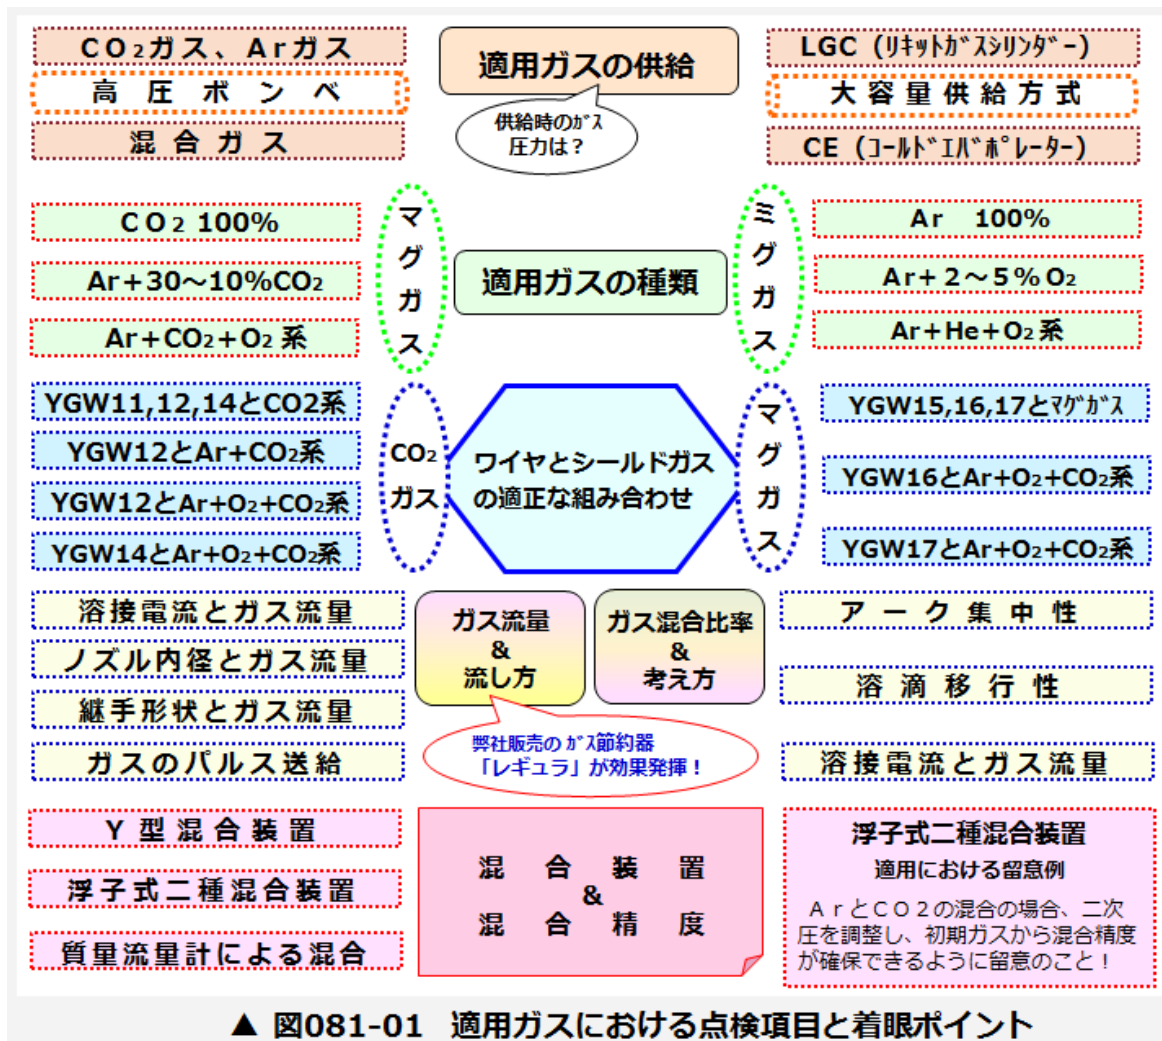 CO₂ガス、Arガス
高圧ボンベ
混合ガス
適用ガスの供給
供給時のｶﾞｽ
圧力は？
LGC（ﾘｷｯﾄｶﾞｽｼﾘﾝﾀﾞｰ）
大容量供給方式
CE（ｺｰﾙﾄﾞｴﾊﾞﾎﾟﾚｰﾀｰ）
CO₂ 100%
Ar＋30～10%CO₂
Ar＋CO₂＋O₂ 系
マグガス
適用ガスの種類
ミグガス
Ar 100%
Ar＋2～5％O₂
Ar＋He＋O₂ 系
YGW11,12,14とCO2系
YGW12とAr+CO₂系
YGW12とAr+O₂+CO₂系
YGW14とAr+O₂+CO₂系
CO₂
ガス
ワイヤとシールドガス
の適正な組み合わせ
マグガス
YGW15,16,17とﾏｸﾞｶﾞｽ
YGW16とAr+O₂+CO₂系
YGW17とAr+O₂+CO₂系
溶接電流とガス流量
ノズル内径とガス流量
継手形状とガス流量
ガスのパルス送給
ガス流量
&
流し方
ガス混合比率
&
考え方
弊社販売の ｶﾞｽ節約器
「レギュラ」が効果発揮！
アーク集中性
溶滴移行性
溶接電流とガス流量
Y型混合装置
浮子式二種混合装置
質量流量計による混合
混合装置
&
混合精度
浮子式二種混合装置
適用における留意例
ＡｒとＣＯ２の混合の場合、二次
圧を調整し、初期ガスから混合精度
が確保できるように留意のこと！
▲ 図081-01 適用ガスにおける点検項目と着眼ポイント